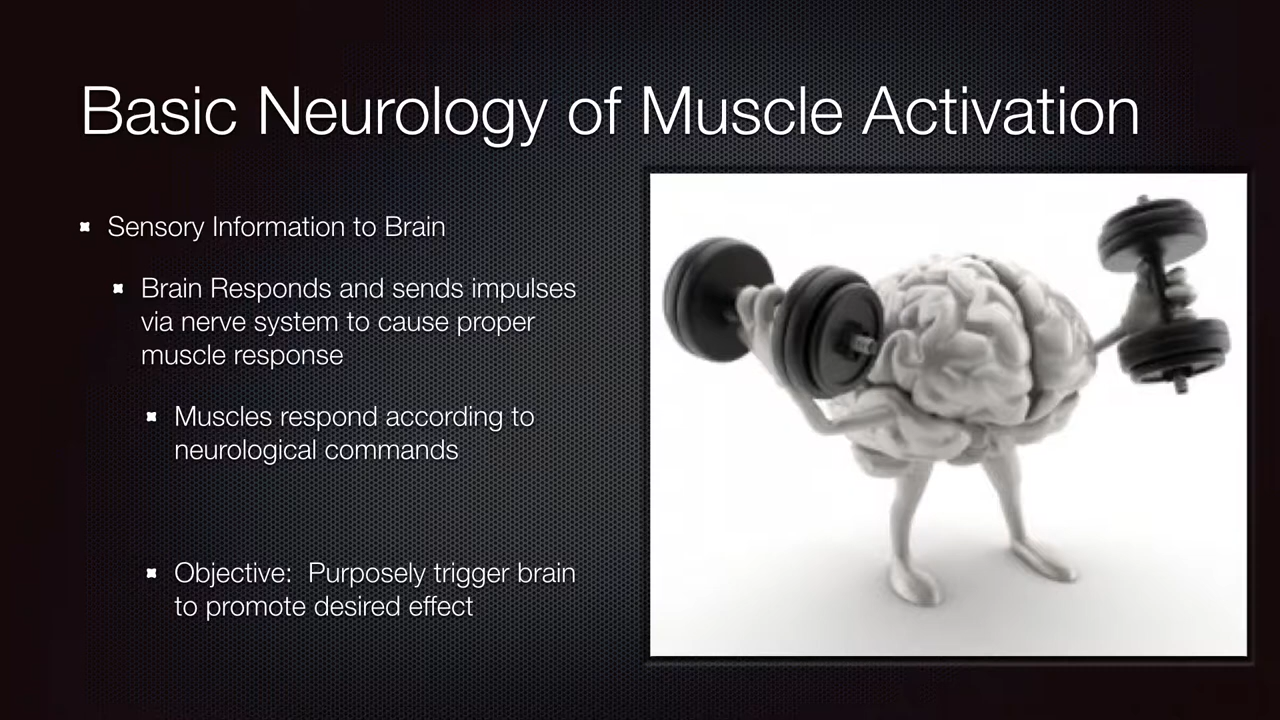 Basic Neurology of Muscle Activation
Sensory Information to Brain
Brain Responds and sends impulses
via nerve system to cause proper
muscle response
Muscles respond according to
neurological commands
Objective:  Purposely trigger brain
to promote desired effect